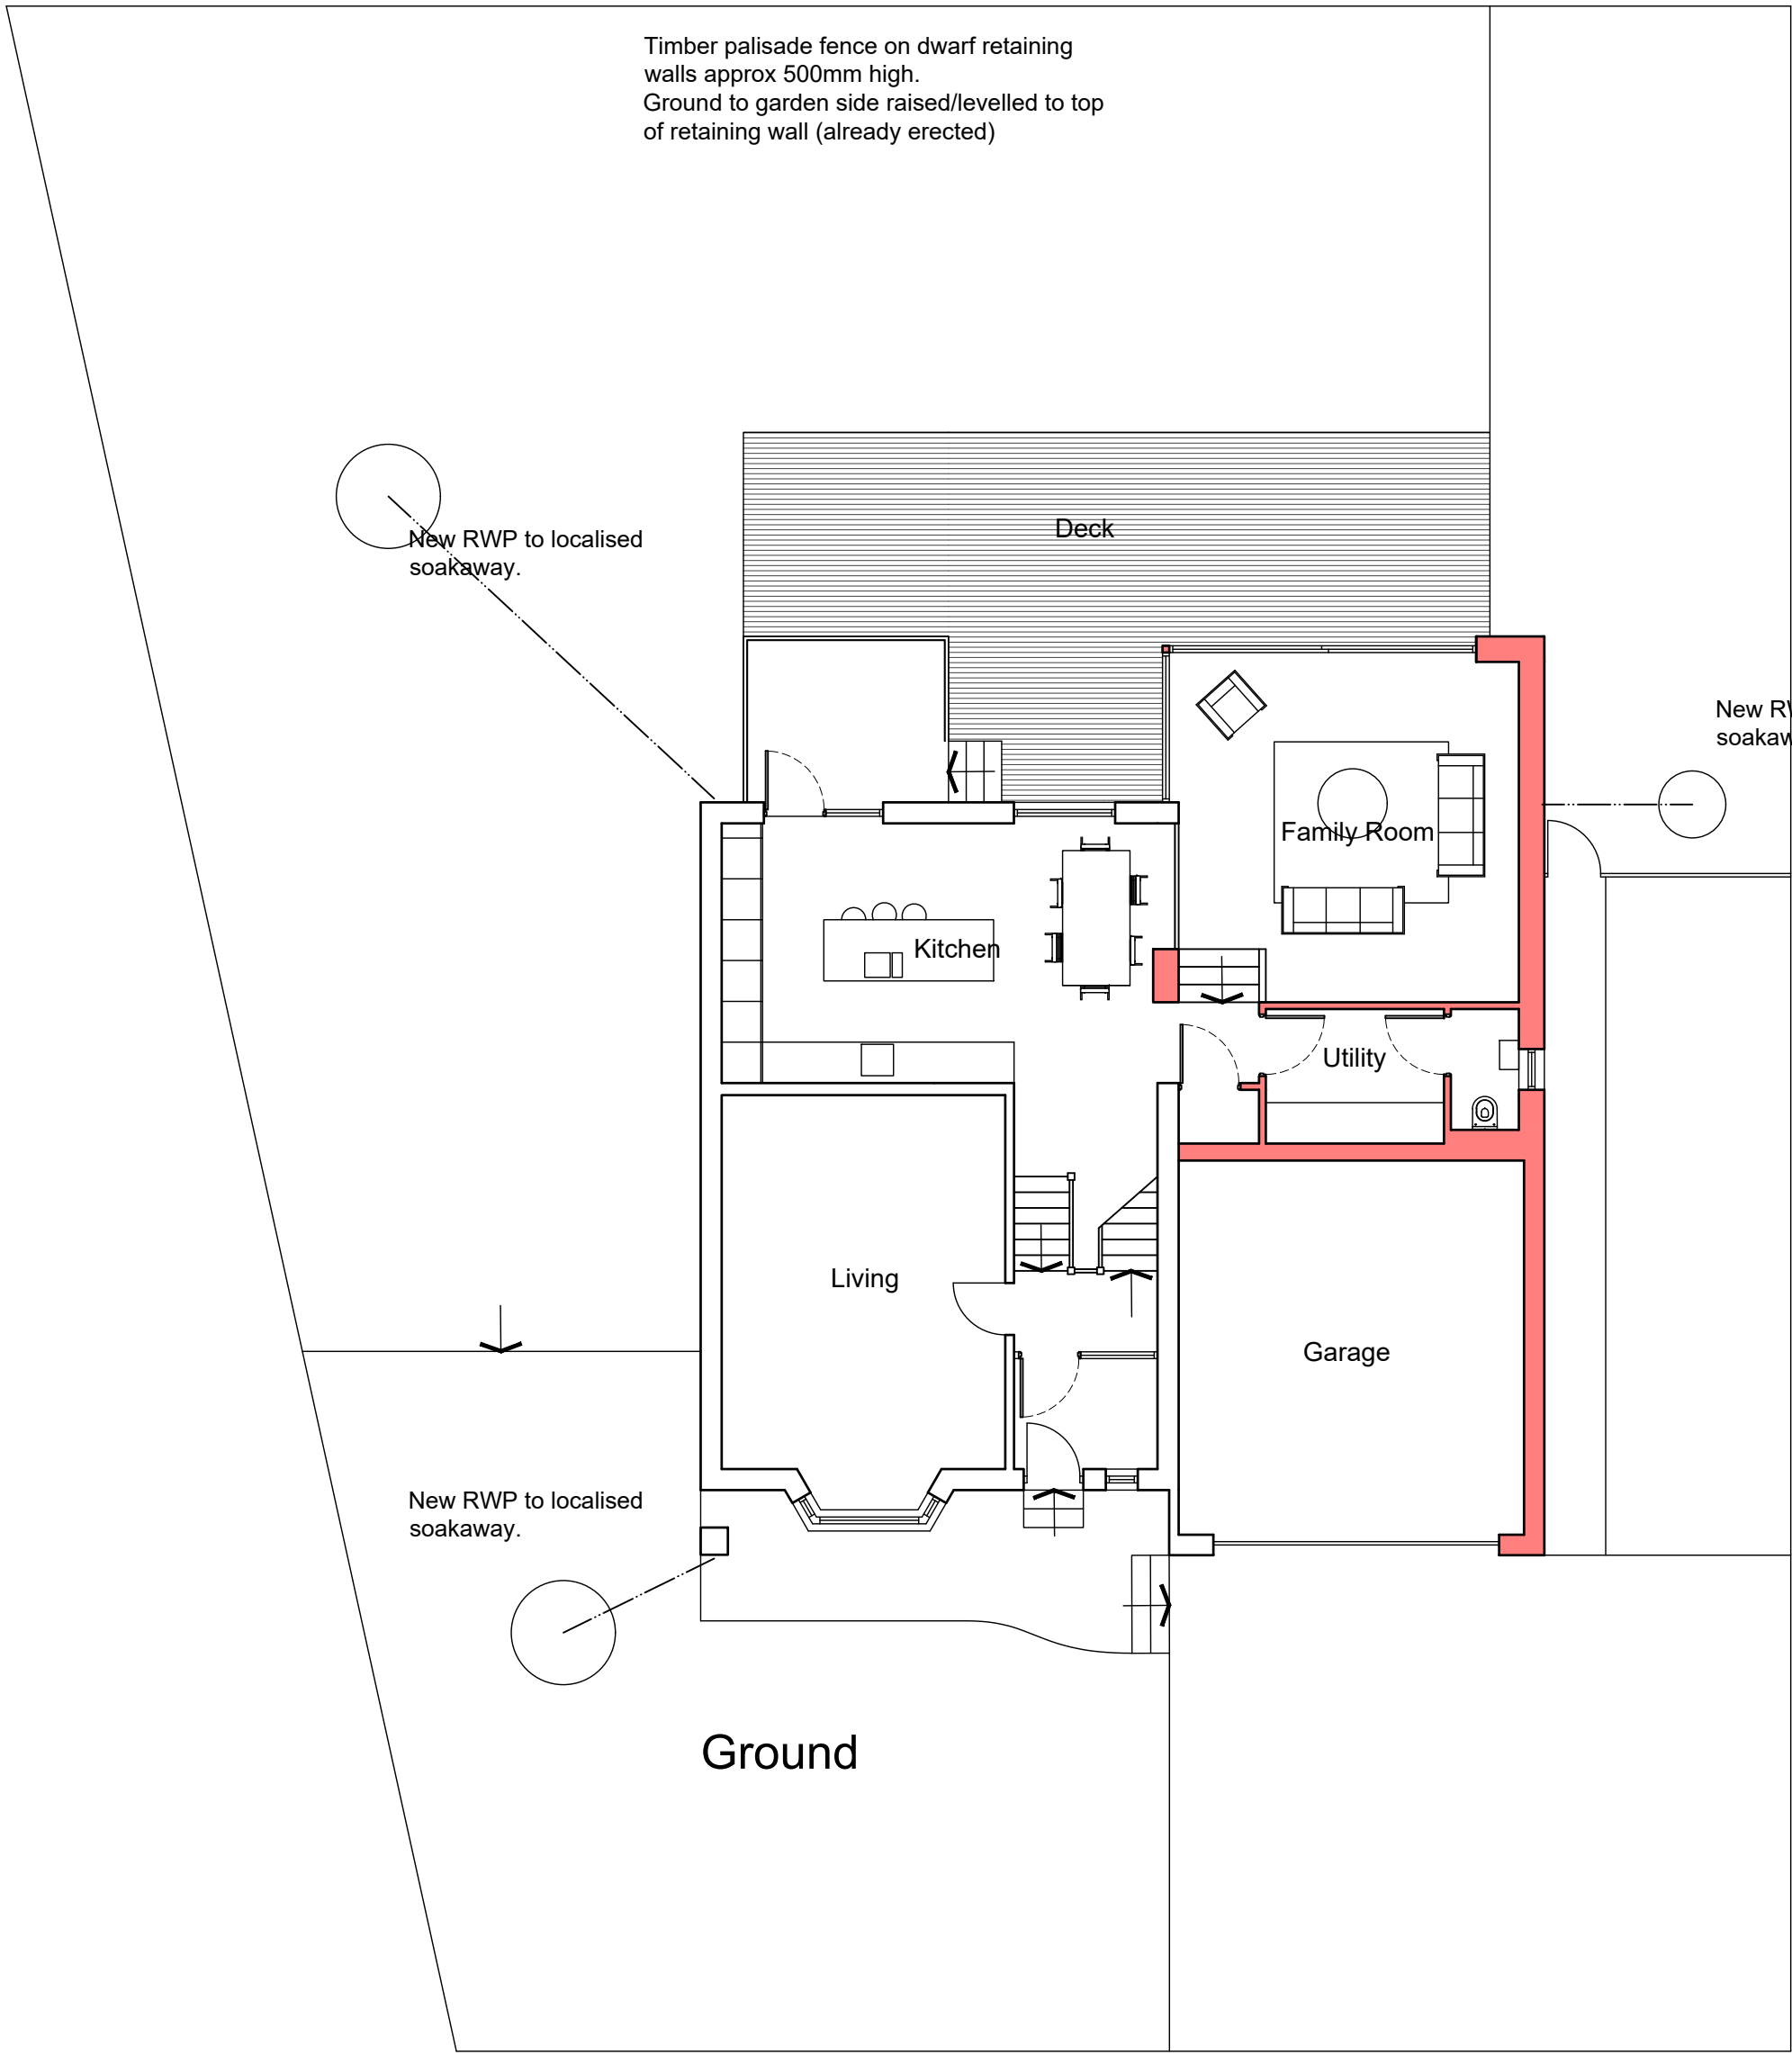 Timber palisade fence on dwarf retaining
walls approx 500mm high.
Ground to garden side raised/levelled to top
of retaining wall (already erected)
Deck
New RWP to localised
soakaway.
New
Family Room
Kitchen
Utility
Living
Garage
New RWP to localised
soakaway.
Ground